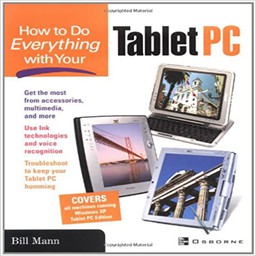 How to Do
Everything
with Your
Tablet PC
Get the most
from accessories,
multimedia,
and more
Use Ink
technologies and
voice recognition
Troubleshoot
to keep your
Tablet PC
humming
COVERS
all machines running
Windows XP
Tablet PC Edition
Bill Mann
OSBORNE